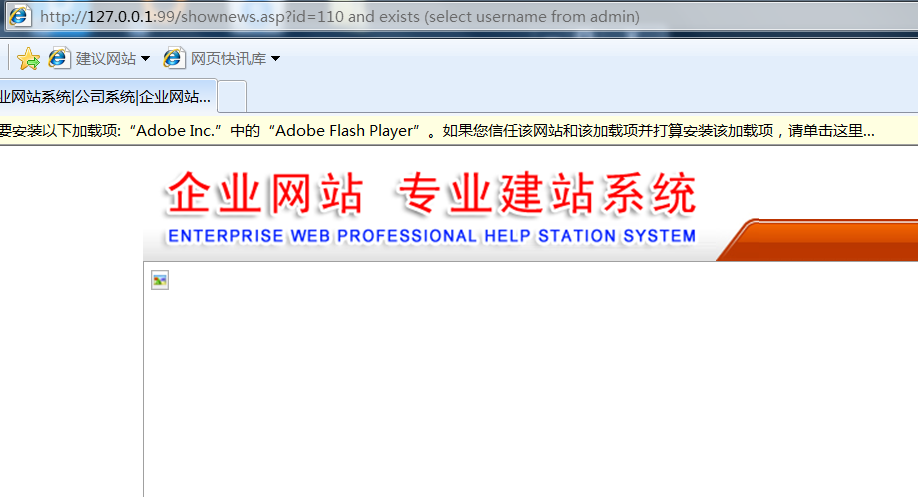 http://127.0.0.1:99/shownews.asp?id=110 and exists (select username from admin)
建议网站 网页快讯库
业网站系统|公司系统|企业网站...
要安装以下加载项:“Adobe Inc.”中的“Adobe Flash Player”。如果您信任该网站和该加载项并打算安装该加载项，请单击这里...
企业网站 专业建站系统
ENTERPRISE WEB PROFESSIONAL HELP STATION SYSTEM